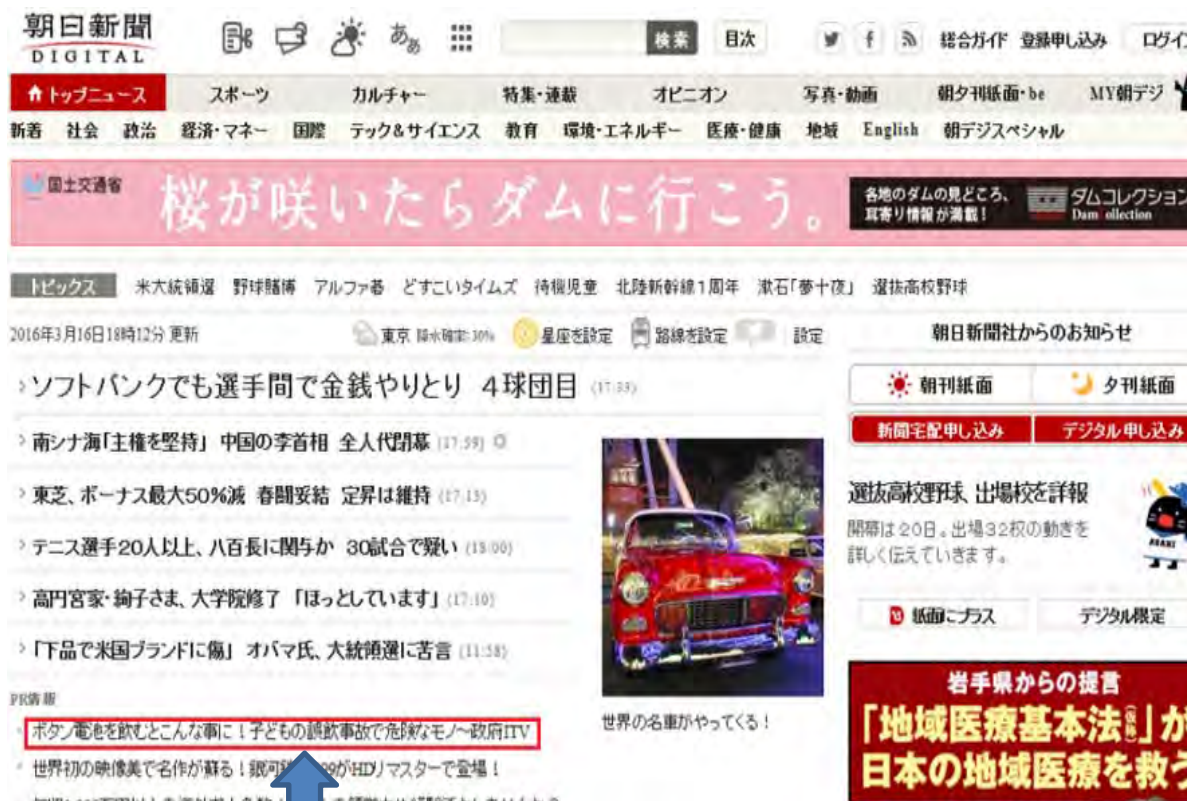 朝日新聞
DIGITAL
あぁぁ
検索 目次
総合ガイド 登録申し込み ログイン
トップニュース スポーツ カルチャー 特集・連載 オピニオン 写真・動画 朝夕刊紙面・be MY朝デジ
新着 社会 政治 経済・マネー 国際 テック&サイエンス 教育 環境・エネルギー 医療・健康 地域 English 朝デジスペシャル
国土交通省 桜が咲いたらダムに行こう。
各地のダムの見どころ、
耳寄り情報が満載!
ダムコレクション
Dam ollection
トピックス 米大統領選 野球賭博 アルファ碁 どすこいタイムズ 待機児童 北陸新幹線1周年 漱石「夢十夜」 選抜高校野球
2016年3月16日18時12分 更新
東京 降水確率:30% 星座を設定 路線を設定 設定
ソフトバンクでも選手間で金銭やりとり 4球団目
南シナ海「主権を堅持」 中国の李首相 全人代閉幕 (17:59)
東芝、ボーナス最大50%減 春闘妥結 定昇は維持 (17:13)
テニス選手20人以上、八百長に関与か 30試合で疑い (18:00)
高円宮家・絢子さま、大学院修了 「ほっとしています」 (17:10)
「下品で米国ブランドに傷」 オバマ氏、大統領選に苦言 (11:58)
PR情報
ボタン電池を飲むとこんな事に!子どもの誤飲事故で危険なモノ~政府ITV
世界初の映像美で名作が蘇る!銀河 99がHDリマスターで登場!
世界の名車がやってくる!
朝日新聞社からのお知らせ
朝刊紙面 夕刊紙面
新聞宅配申し込み デジタル申し込み
選抜高校野球、出場校を詳報
開幕は20日。出場32校の動きを
詳しく伝えていきます。
ASAHI
紙面にプラス デジタル限定
岩手県からの提言
「地域医療基本法(仮称)」が
日本の地域医療を救う